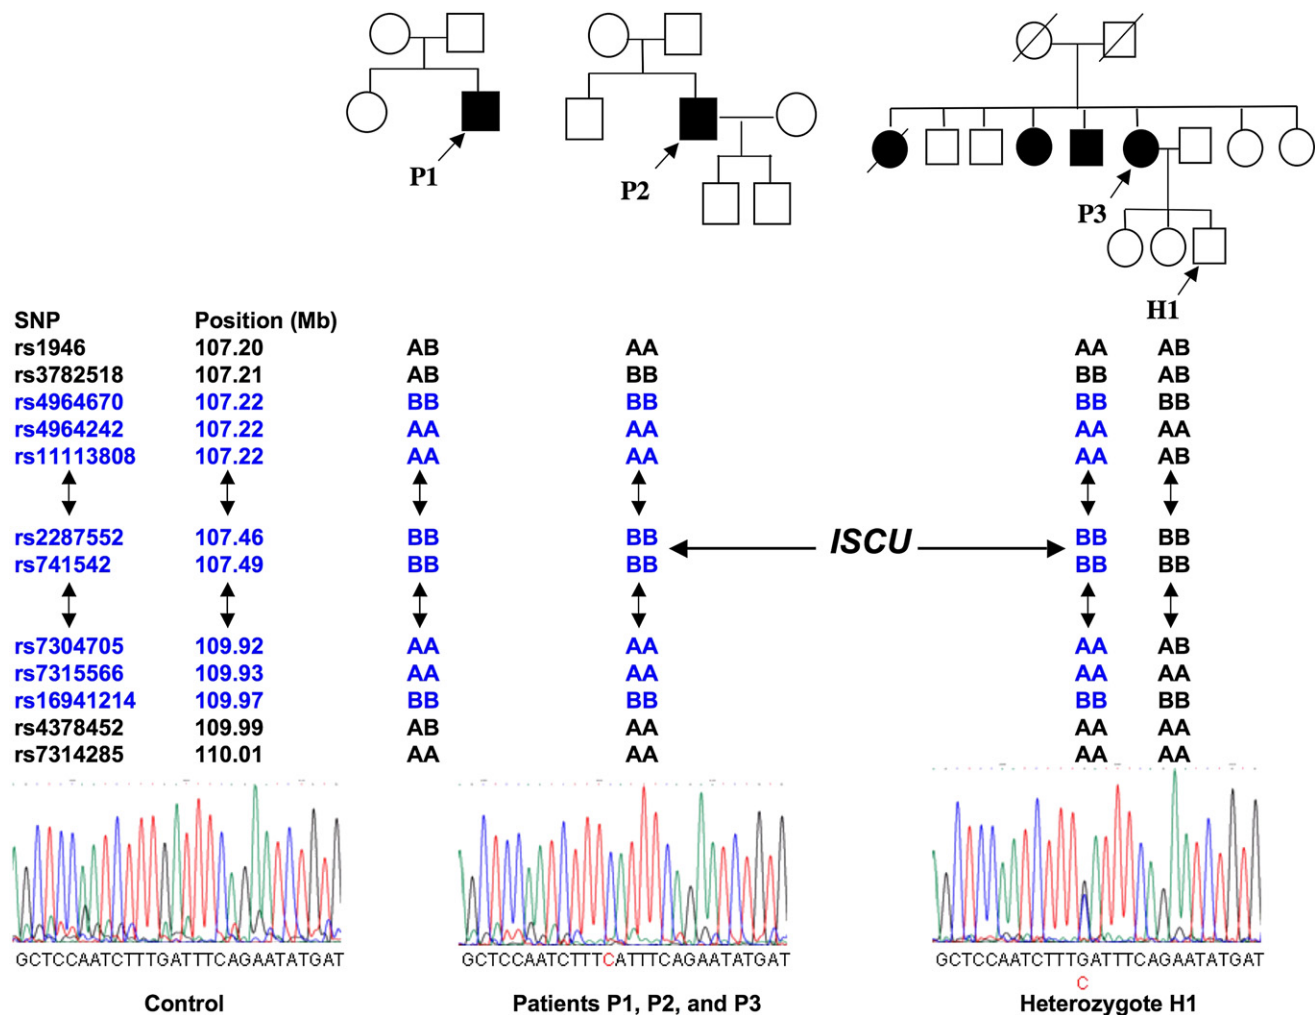 P1
P2
P3
H1
SNP Position (Mb)
rs1946 107.20 AB AA AA AB
rs3782518 107.21 AB BB BB AB
rs4964670 107.22 BB BB BB BB
rs4964242 107.22 AA AA AA AA
rs11113808 107.22 AA AA AA AB
rs2287552 107.46 BB BB ISCU BB BB
rs741542 107.49 BB BB BB BB
rs7304705 109.92 AA AA AA AB
rs7315566 109.93 AA AA AA AA
rs16941214 109.97 BB BB BB BB
rs4378452 109.99 AB AA AA AA
rs7314285 110.01 AA AA AA AA
GCTCCAATCTTTGATTTCAGAATATGAT GCTCCAATCTTTCATTTCAGAATATGAT GCTCCAATCTTTGATTTCAGAATATGAT
C
Control Patients P1, P2, and P3 Heterozygote H1